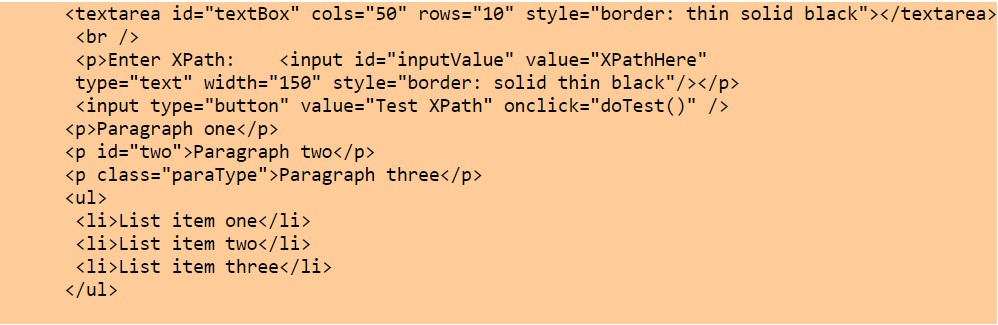 <textarea id="textBox" cols="50" rows="10" style="border: thin solid black"></textarea>
<br />
<p>Enter XPath:    <input id="inputValue" value="XPathHere"
type="text" width="150" style="border: solid thin black"/></p>
<input type="button" value="Test XPath" onclick="doTest()" />
<p>Paragraph one</p>
<p id="two">Paragraph two</p>
<p class="paraType">Paragraph three</p>
<ul>
<li>List item one</li>
<li>List item two</li>
<li>List item three</li>
</ul>